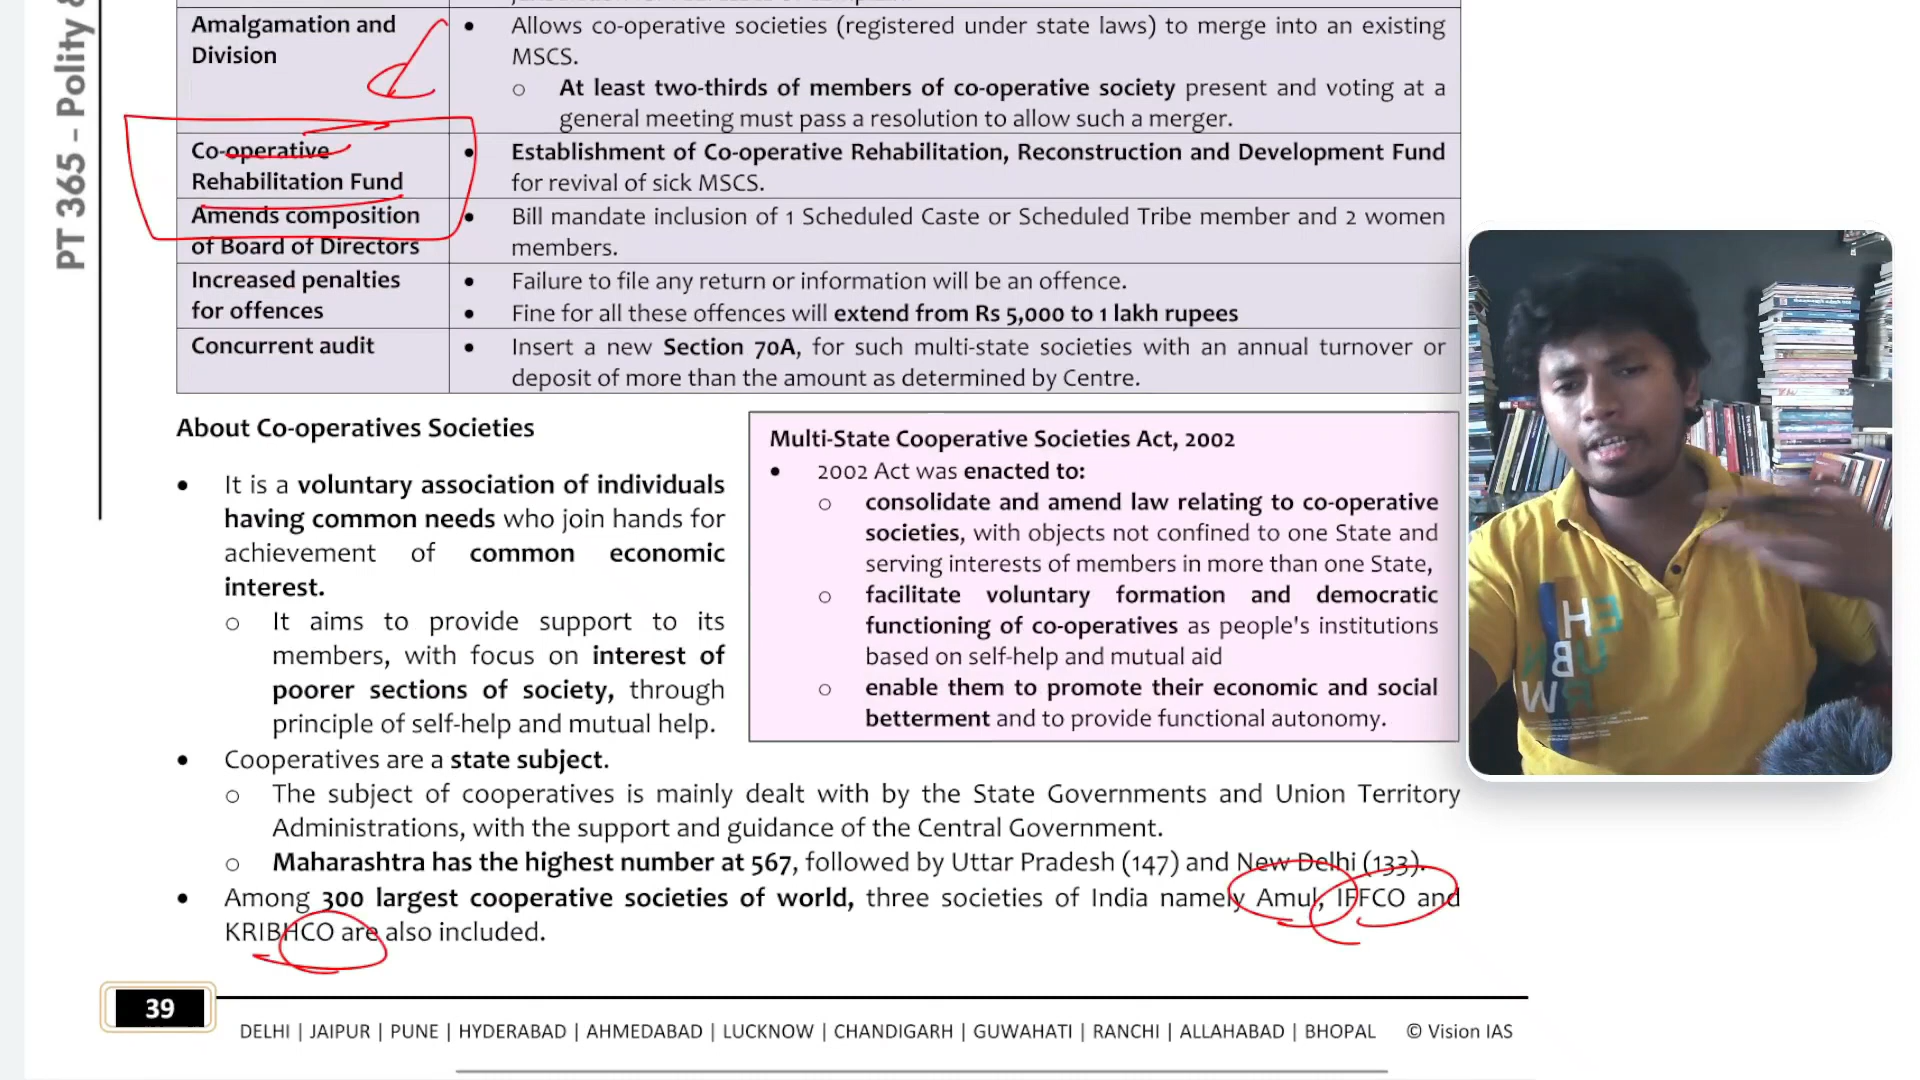 PT 365 - Polity &
Amalgamation and
Division
• Allows co-operative societies (registered under state laws) to merge into an existing
MSCS.
o At least two-thirds of members of co-operative society present and voting at a
general meeting must pass a resolution to allow such a merger.
Co-operative
Rehabilitation Fund
• Establishment of Co-operative Rehabilitation, Reconstruction and Development Fund
for revival of sick MSCS.
Amends composition
of Board of Directors
• Bill mandate inclusion of 1 Scheduled Caste or Scheduled Tribe member and 2 women
members.
Increased penalties
for offences
• Failure to file any return or information will be an offence.
• Fine for all these offences will extend from Rs 5,000 to 1 lakh rupees
Concurrent audit
• Insert a new Section 70A, for such multi-state societies with an annual turnover or
deposit of more than the amount as determined by Centre.
About Co-operatives Societies
• It is a voluntary association of individuals
having common needs who join hands for
achievement of common economic
interest.
o It aims to provide support to its
members, with focus on interest of
poorer sections of society, through
principle of self-help and mutual help.
Multi-State Cooperative Societies Act, 2002
• 2002 Act was enacted to:
o consolidate and amend law relating to co-operative
societies, with objects not confined to one State and
serving interests of members in more than one State,
o facilitate voluntary formation and democratic
functioning of co-operatives as people's institutions
based on self-help and mutual aid
o enable them to promote their economic and social
betterment and to provide functional autonomy.
• Cooperatives are a state subject.
o The subject of cooperatives is mainly dealt with by the State Governments and Union Territory
Administrations, with the support and guidance of the Central Government.
o Maharashtra has the highest number at 567, followed by Uttar Pradesh (147) and New Delhi (133).
• Among 300 largest cooperative societies of world, three societies of India namely Amul, IFFCO and
KRIBHCO are also included.
39
DELHI | JAIPUR | PUNE | HYDERABAD | AHMEDABAD | LUCKNOW | CHANDIGARH | GUWAHATI | RANCHI | ALLAHABAD | BHOPAL © Vision IAS